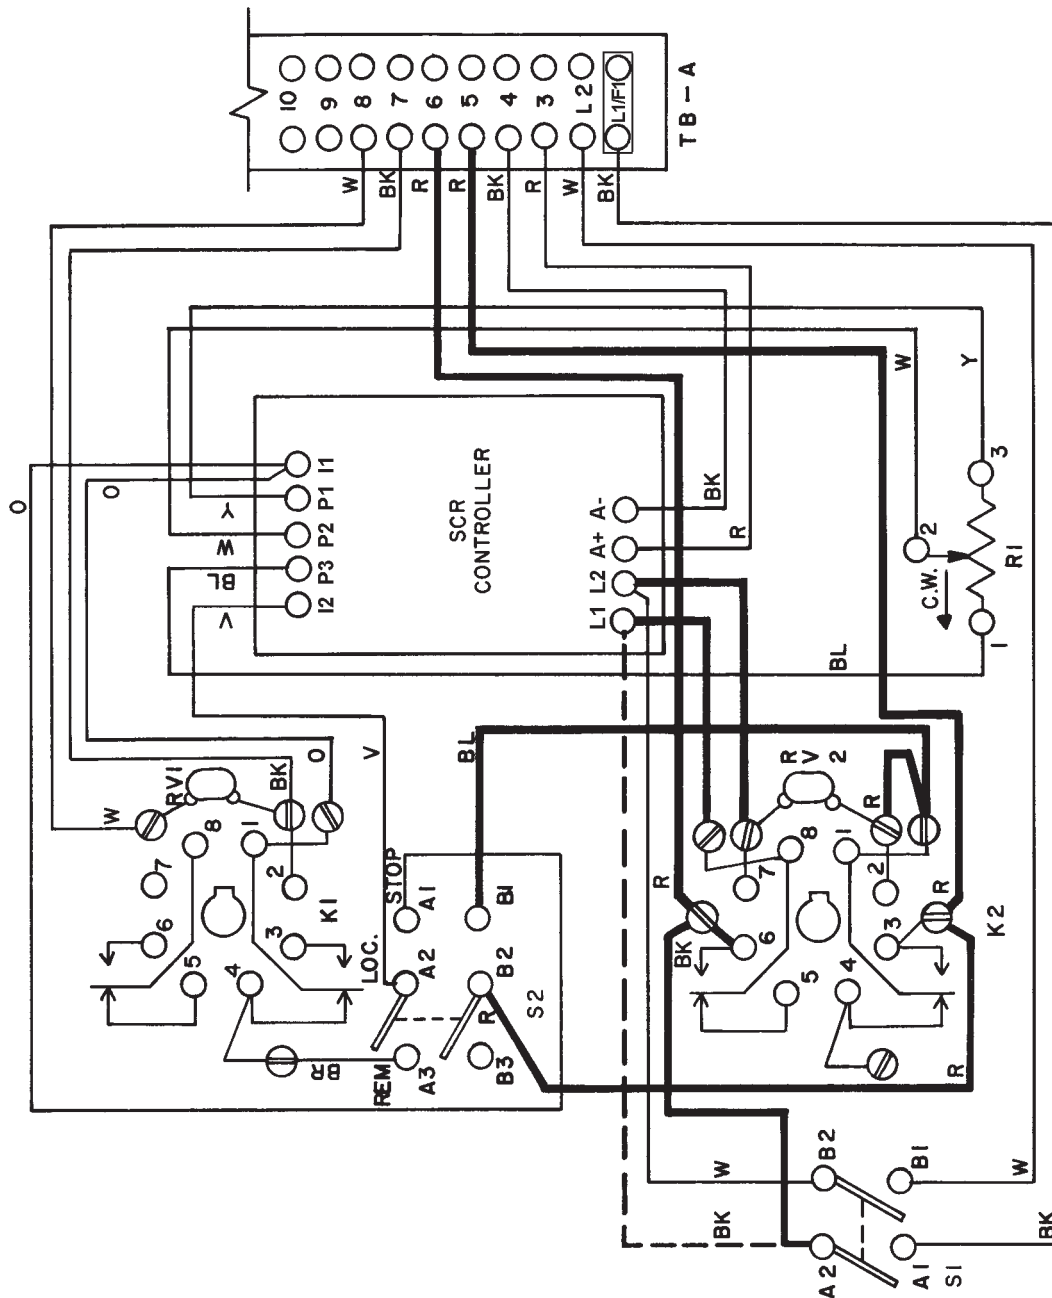 10
9
8
7
6
5
4
3
L2
L1/F1
TB-A
W
BK
R
R
BK
R
W
BK
O
O
Y
W
BL
V
I1
P1
P2
P3
I2
SCR
CONTROLLER
A-
A+
L2
L1
BK
R
W
Y
3
2
C.W.
R1
1
BL
W
RV1
BK
O
V
BL
8
1
7
2
6
3
5
4
K1
BR
STOP
LOC.
REM
A1
A2
A3
B1
B2
B3
R
S2
RV2
R
8
1
7
2
6
3
5
4
R
BK
R
K2
R
W
BK
B2
B1
A2
A1
S1
W
BK